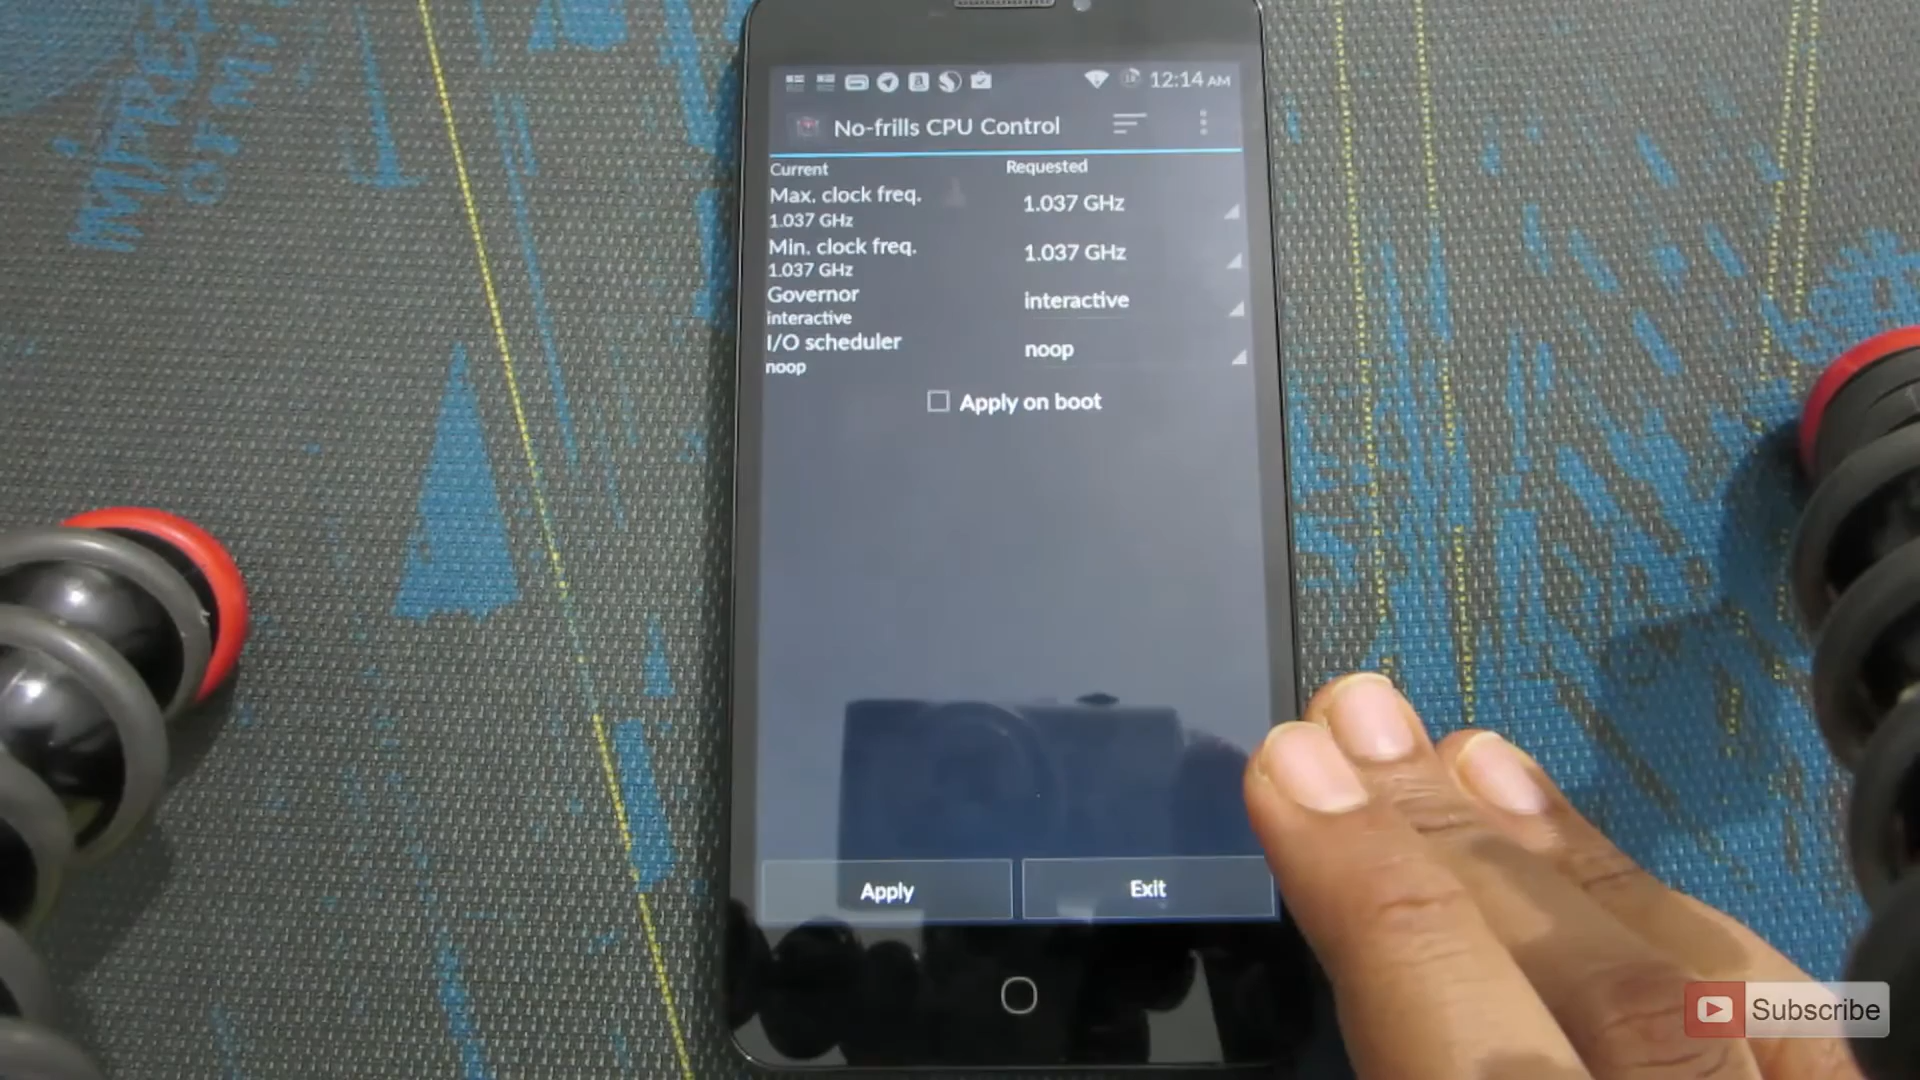 12:14 AM
No-frills CPU Control
Current Requested
Max. clock freq. 1.037 GHz
1.037 GHz
Min. clock freq. 1.037 GHz
1.037 GHz
Governor interactive
interactive
I/O scheduler noop
noop
Apply on boot
Apply Exit
Subscribe